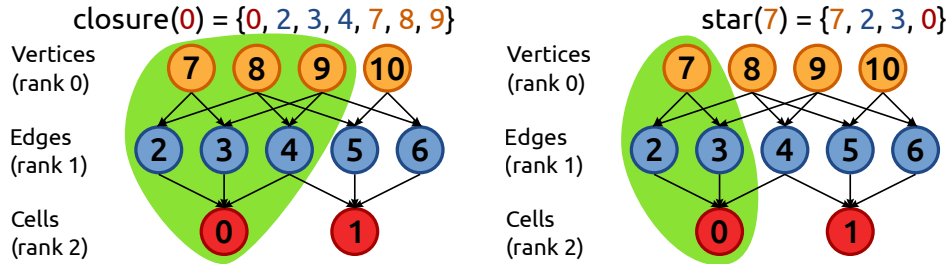 closure(0) = {0, 2, 3, 4, 7, 8, 9}
Vertices
(rank 0)
7 8 9 10
Edges
(rank 1)
2 3 4 5 6
Cells
(rank 2)
0 1
star(7) = {7, 2, 3, 0}
Vertices
(rank 0)
7 8 9 10
Edges
(rank 1)
2 3 4 5 6
Cells
(rank 2)
0 1